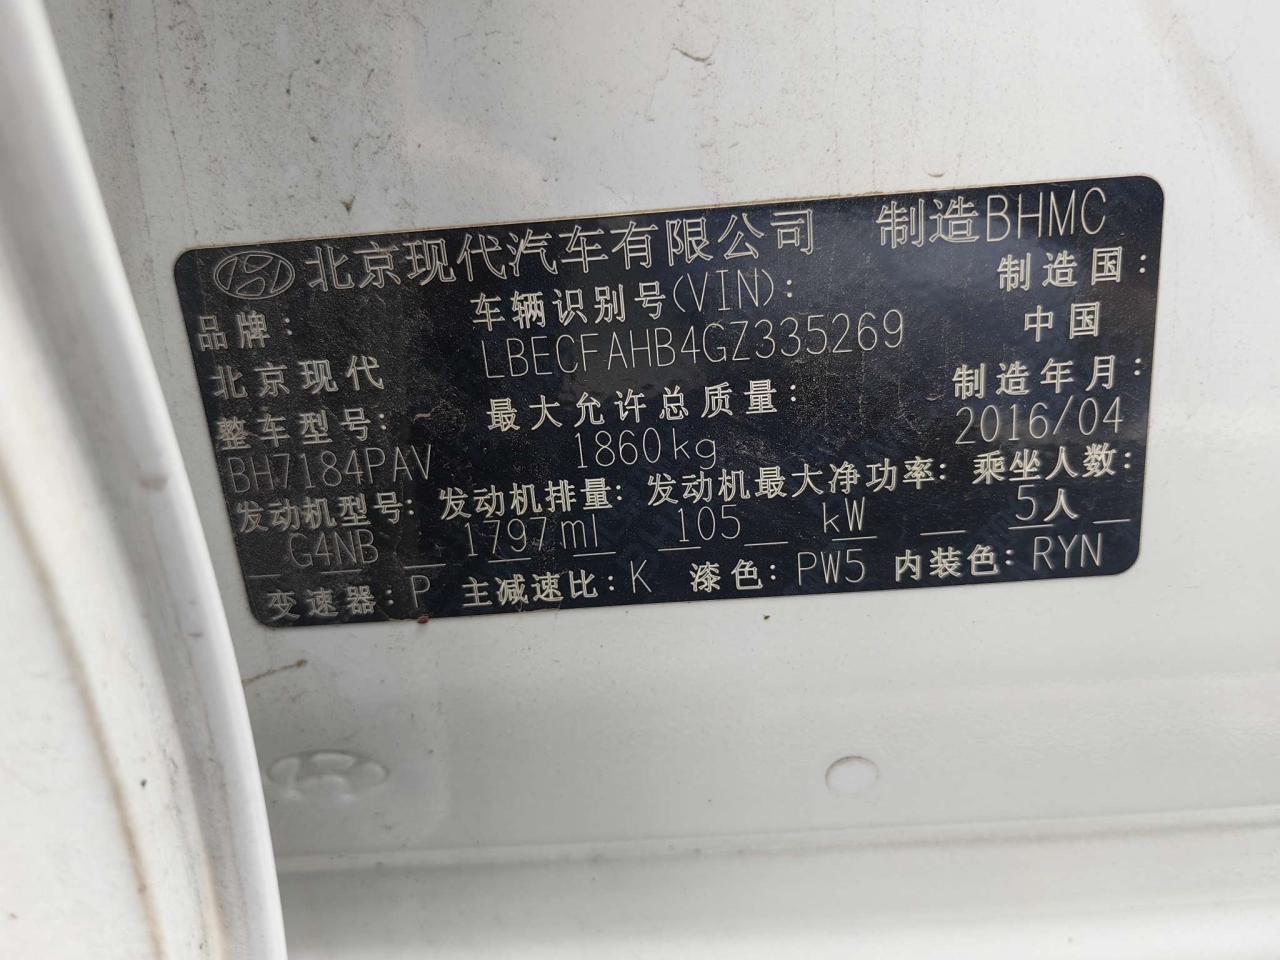 北京现代汽车有限公司 制造BHMC
品牌: 车辆识别号(VIN): 制造国:
北京现代 LBECFAHB4GZ335269 中国
整车型号: 最大允许总质量: 制造年月:
BH7184PAV 1860kg 2016/04
发动机型号: 发动机排量: 发动机最大净功率: 乘坐人数:
G4NB 1797ml 105 kW 5人
变速器: P 主减速比: K 漆色: PW5 内装色: RYN